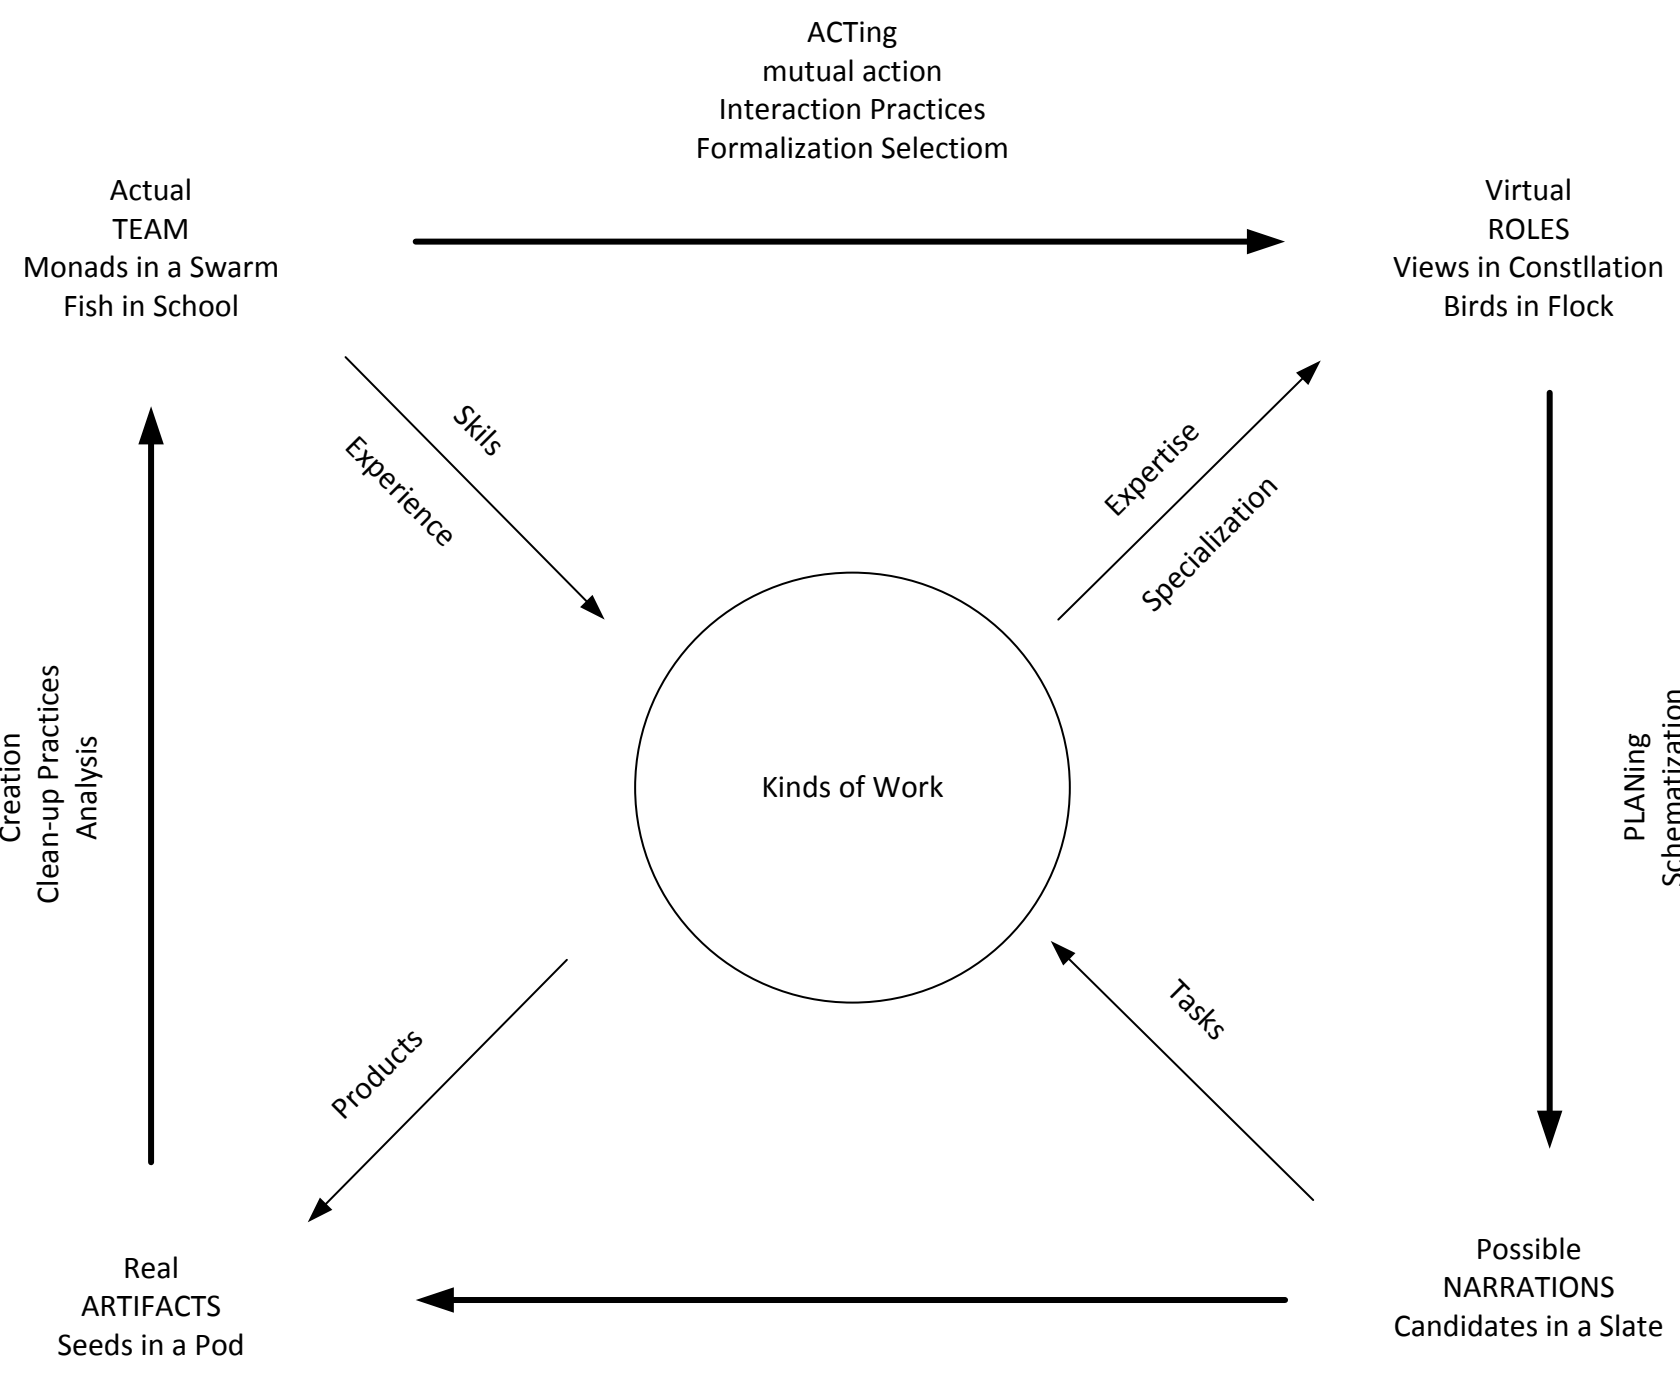 ACTing
mutual action
Interaction Practices
Formalization Selectiom
Actual
TEAM
Monads in a Swarm
Fish in School
Virtual
ROLES
Views in Constllation
Birds in Flock
Skils
Experience
Expertise
Specialization
Creation
Clean-up Practices
Analysis
Kinds of Work
PLANing
Schematization
Products
Tasks
Real
ARTIFACTS
Seeds in a Pod
Possible
NARRATIONS
Candidates in a Slate